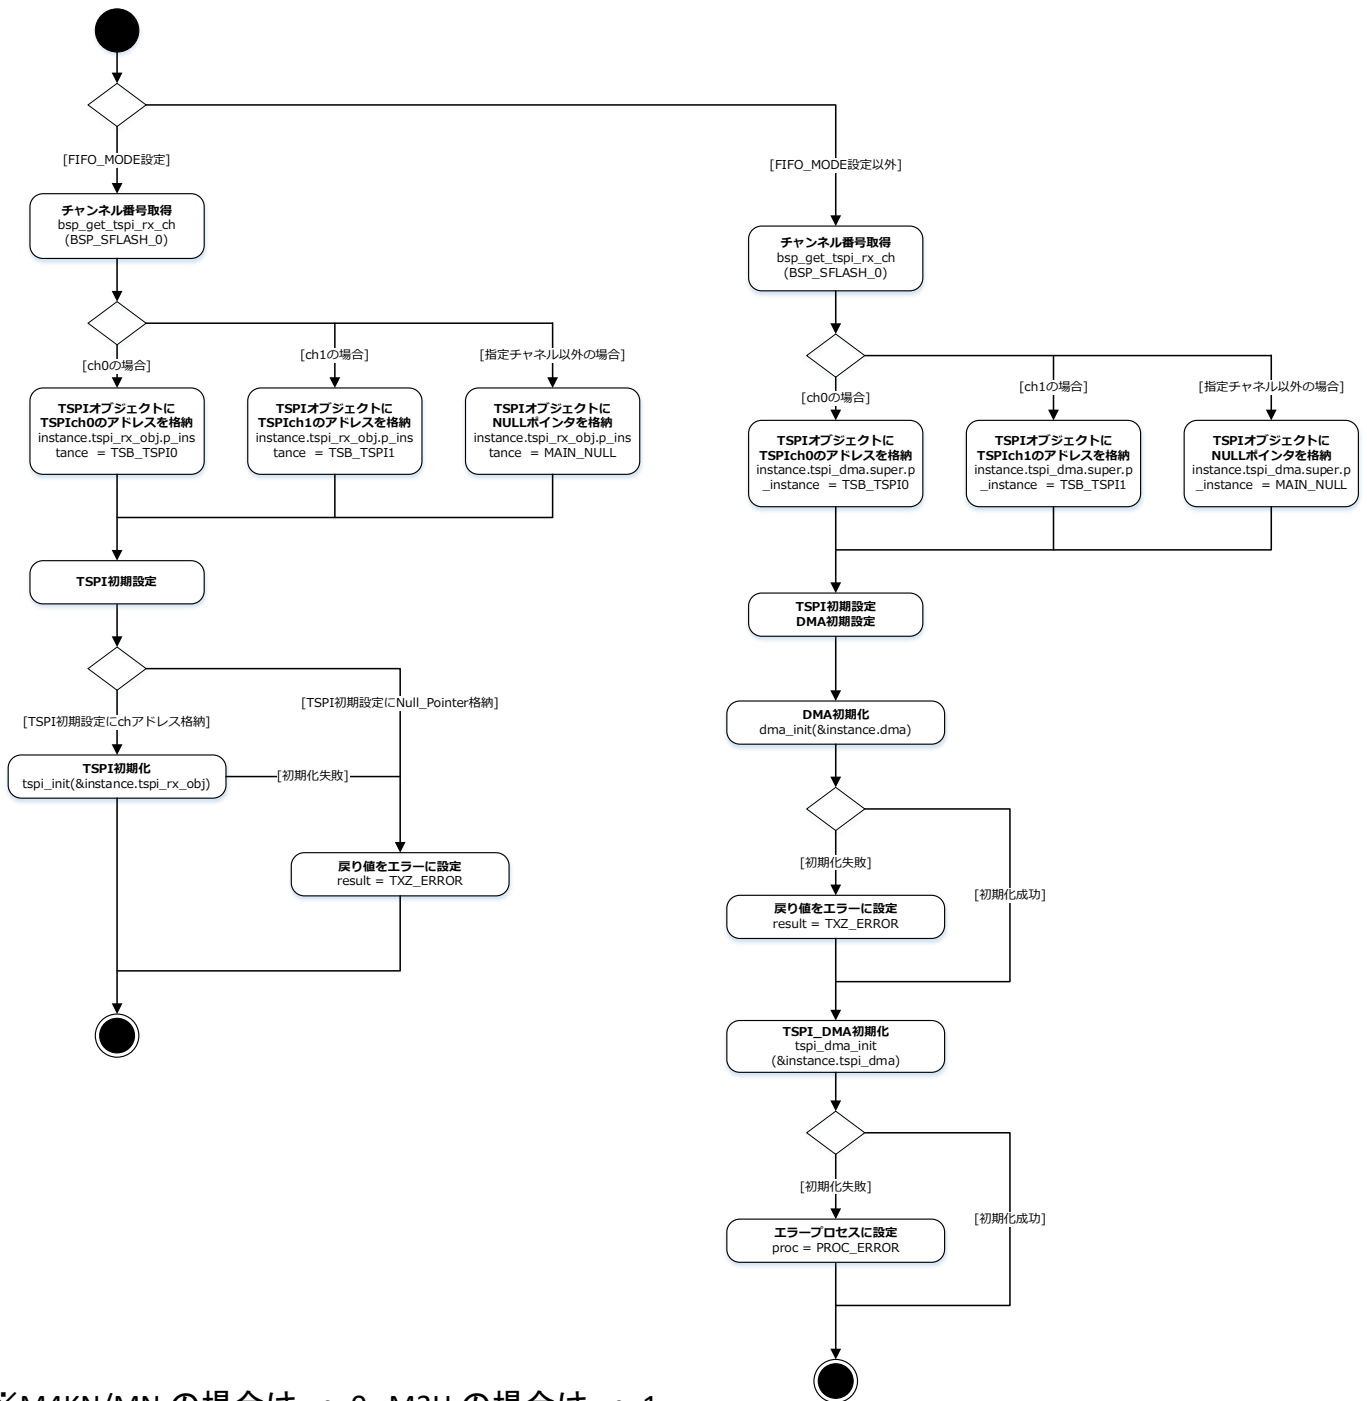 [FIFO_MODE設定]
チャンネル番号取得
bsp_get_tspi_rx_ch
(BSP_SFLASH_0)
[ch0の場合]
[ch1の場合]
[指定チャネル以外の場合]
TSPIオブジェクトに
TSPIch0のアドレスを格納
instance.tspi_rx_obj.p_ins
tance = TSB_TSPI0
TSPIオブジェクトに
TSPIch1のアドレスを格納
instance.tspi_rx_obj.p_ins
tance = TSB_TSPI1
TSPIオブジェクトに
NULLポインタを格納
instance.tspi_rx_obj.p_ins
tance = MAIN_NULL
TSPI初期設定
[TSPI初期設定にNull_Pointer格納]
[TSPI初期設定にchアドレス格納]
TSPI初期化
tspi_init(&instance.tspi_rx_obj)
[初期化失敗]
戻り値をエラーに設定
result = TXZ_ERROR
[FIFO_MODE設定以外]
チャンネル番号取得
bsp_get_tspi_rx_ch
(BSP_SFLASH_0)
[ch0の場合]
[ch1の場合]
[指定チャネル以外の場合]
TSPIオブジェクトに
TSPIch0のアドレスを格納
instance.tspi_dma.super.p
_instance = TSB_TSPI0
TSPIオブジェクトに
TSPIch1のアドレスを格納
instance.tspi_dma.super.p
_instance = TSB_TSPI1
TSPIオブジェクトに
NULLポインタを格納
instance.tspi_dma.super.p
_instance = MAIN_NULL
TSPI初期設定
DMA初期設定
DMA初期化
dma_init(&instance.dma)
[初期化失敗]
[初期化成功]
戻り値をエラーに設定
result = TXZ_ERROR
TSPI_DMA初期化
tspi_dma_init
(&instance.tspi_dma)
[初期化失敗]
[初期化成功]
エラープロセスに設定
proc = PROC_ERROR